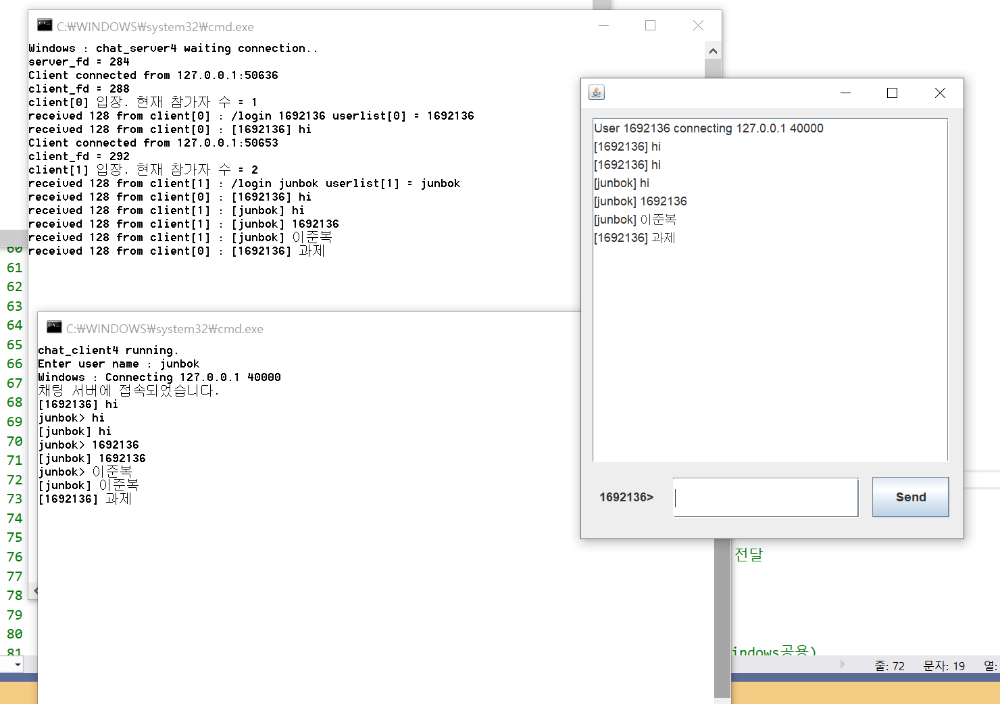 C:₩WINDOWS₩system32₩cmd.exe
Windows : chat_server4 waiting connection..
server_fd = 284
Client connected from 127.0.0.1:50636
client_fd = 288
client[0] 입장. 현재 참가자 수 = 1
received 128 from client[0] : /login 1692136 userlist[0] = 1692136
received 128 from client[0] : [1692136] hi
Client connected from 127.0.0.1:50653
client_fd = 292
client[1] 입장. 현재 참가자 수 = 2
received 128 from client[1] : /login junbok userlist[1] = junbok
received 128 from client[0] : [1692136] hi
received 128 from client[1] : [junbok] hi
received 128 from client[1] : [junbok] 1692136
received 128 from client[1] : [junbok] 이준복
received 128 from client[0] : [1692136] 과제
C:₩WINDOWS₩system32₩cmd.exe
chat_client4 running.
Enter user name : junbok
Windows : Connecting 127.0.0.1 40000
채팅 서버에 접속되었습니다.
[1692136] hi
junbok> hi
[junbok] hi
junbok> 1692136
[junbok] 1692136
junbok> 이준복
[junbok] 이준복
[1692136] 과제
User 1692136 connecting 127.0.0.1 40000
[1692136] hi
[1692136] hi
[junbok] hi
[junbok] 1692136
[junbok] 이준복
[1692136] 과제
1692136>
Send
60
61
62
63
64
65
66
67
68
69
70
71
72
73
74
75
76
77
78
79
80
81
전달
indows공용)
줄: 72 문자: 19 열: